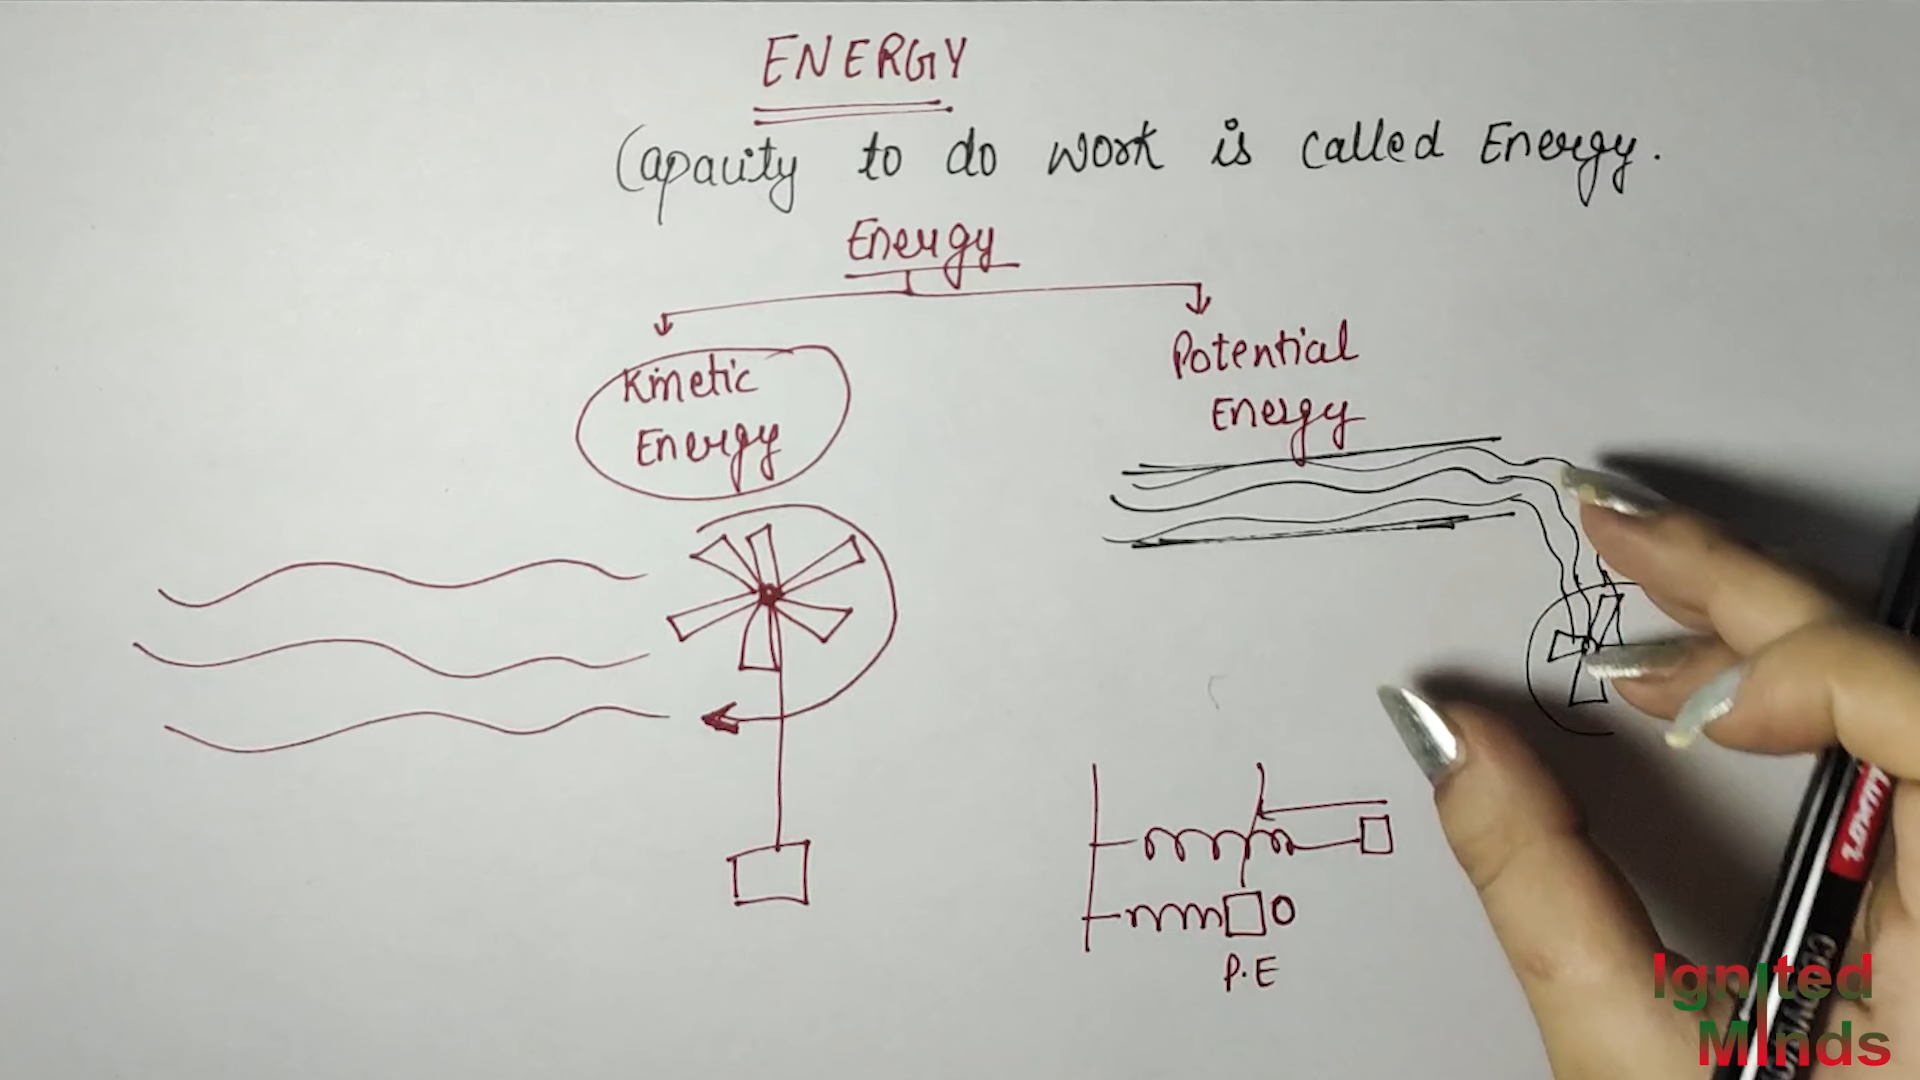 ENERGY
Capacity to do work is called Energy.
Energy
Kinetic
Energy
Potential
Energy
P.E
Ignited
Minds